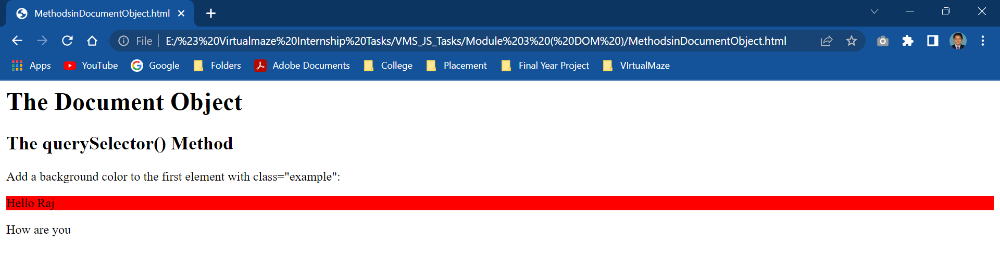 MethodsinDocumentObject.html
File E:/%23%20Virtualmaze%20Internship%20Tasks/VMS_JS_Tasks/Module%203%20(%20DOM%20)/MethodsinDocumentObject.html
Apps YouTube Google Folders Adobe Documents College Placement Final Year Project VIrtualMaze
The Document Object
The querySelector() Method
Add a background color to the first element with class="example":
Hello Raj
How are you